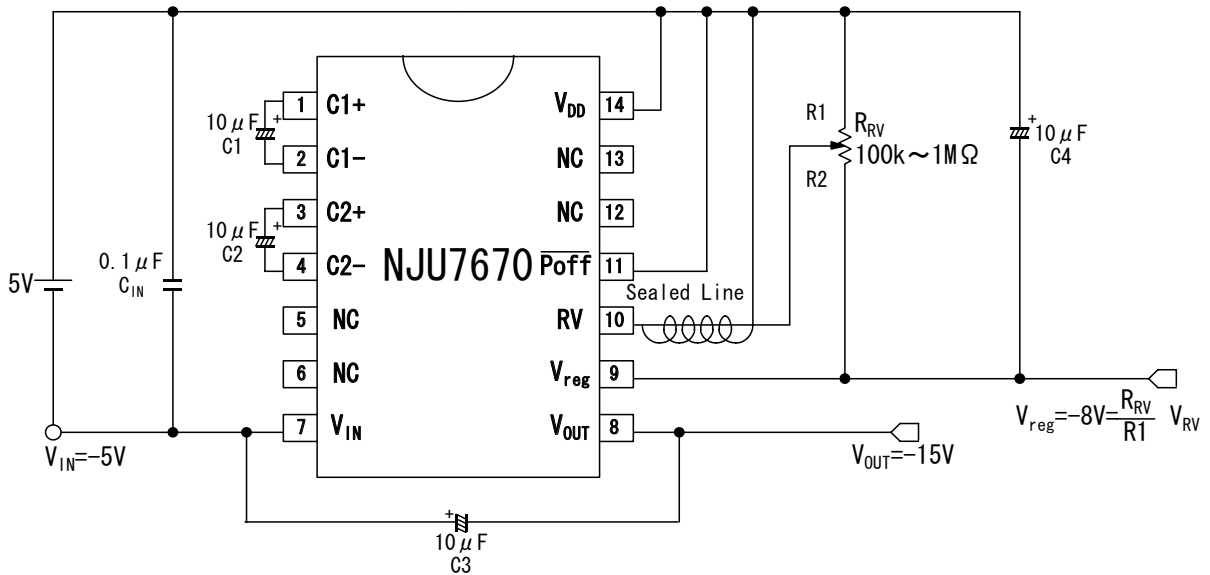 1 C1+
10μF +
C1
2 C1-
3 C2+
10μF +
C2
4 C2-
5 NC
6 NC
7 VIN
NJU7670
VDD 14
NC 13
NC 12
Poff 11
RV 10
Vreg 9
VOUT 8
5V
0.1μF
CIN
VIN=-5V
Sealed Line
R1
RRV
100k～1MΩ
R2
+
10μF
C4
Vreg=-8V=RRV/R1 VRV
VOUT=-15V
+
10μF
C3